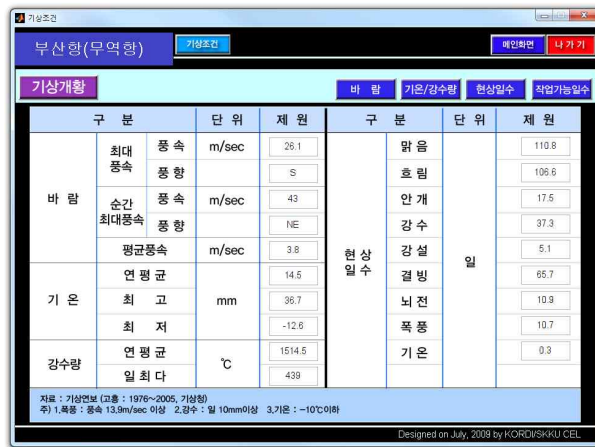 기상조건
부산항(무역항)
기상조건
메인화면
나 가 기
기상개황
바 람
기온/강수량
현상일수
작업가능일수
구 분 단 위 제 원 구 분 단 위 제 원
바 람 최대 풍속 풍 속 m/sec 26.1
풍 향 S
순간 최대풍속 풍 속 m/sec 43
풍 향 NE
평균풍속 m/sec 3.8
기 온 연 평 균 mm 14.5
최 고 36.7
최 저 -12.6
강수량 연 평 균 ℃ 1514.5
일 최 다 439
현 상 일 수 맑 음 일 110.8
흐 림 106.6
안 개 17.5
강 수 37.3
강 설 5.1
결 빙 65.7
뇌 전 10.9
폭 풍 10.7
기 온 0.3
자료 : 기상연보 (고흥 : 1976~2005, 기상청)
주) 1.폭풍 : 풍속 13.9m/sec 이상 2.강수 : 일 10mm이상 3.기온 : -10℃이하
Designed on July, 2009 by KORDI/SKKU CEL